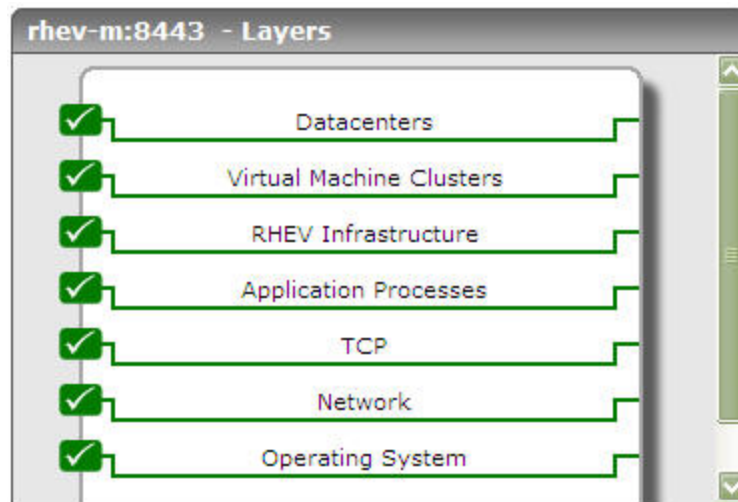 rhev-m:8443 - Layers
Datacenters
Virtual Machine Clusters
RHEV Infrastructure
Application Processes
TCP
Network
Operating System